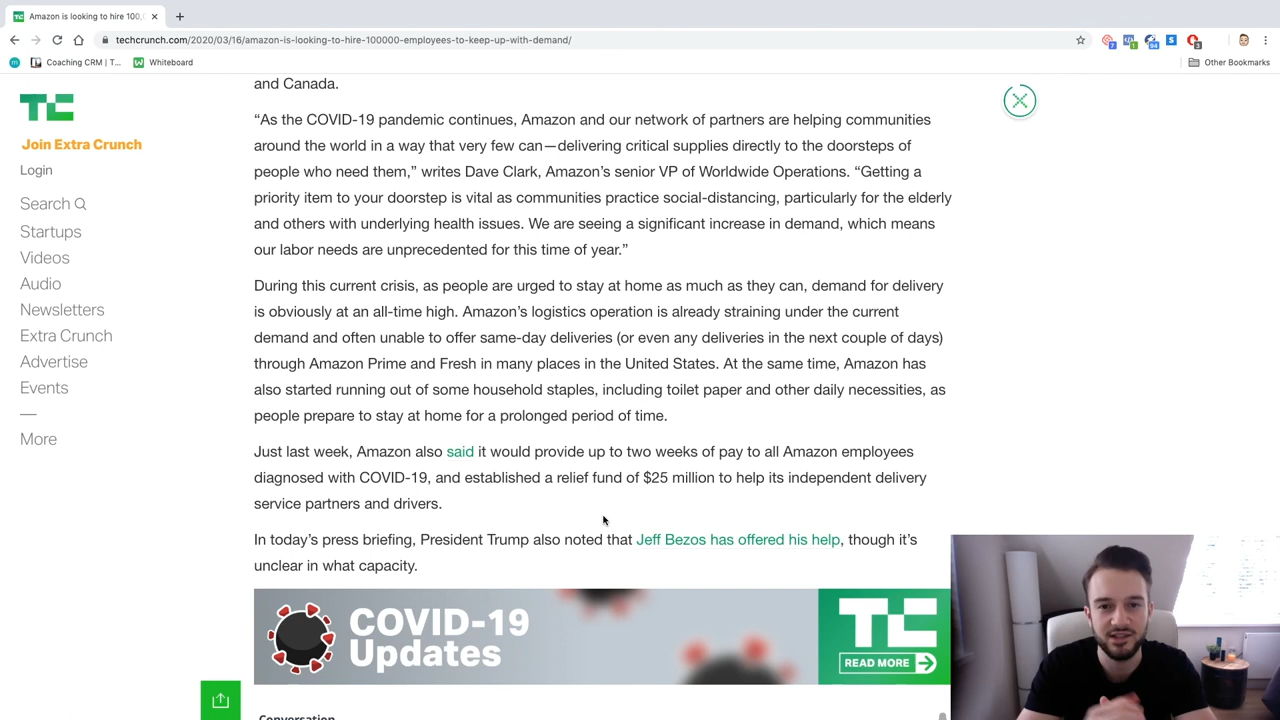 Amazon is looking to hire 100,
techcrunch.com/2020/03/16/amazon-is-looking-to-hire-100000-employees-to-keep-up-with-demand/
7
1
94
S
3
m
Coaching CRM | T...
Whiteboard
Other Bookmarks
TC
Join Extra Crunch
Login
Search
Startups
Videos
Audio
Newsletters
Extra Crunch
Advertise
Events
—
More
and Canada.
“As the COVID-19 pandemic continues, Amazon and our network of partners are helping communities
around the world in a way that very few can—delivering critical supplies directly to the doorsteps of
people who need them,” writes Dave Clark, Amazon’s senior VP of Worldwide Operations. “Getting a
priority item to your doorstep is vital as communities practice social-distancing, particularly for the elderly
and others with underlying health issues. We are seeing a significant increase in demand, which means
our labor needs are unprecedented for this time of year.”
During this current crisis, as people are urged to stay at home as much as they can, demand for delivery
is obviously at an all-time high. Amazon’s logistics operation is already straining under the current
demand and often unable to offer same-day deliveries (or even any deliveries in the next couple of days)
through Amazon Prime and Fresh in many places in the United States. At the same time, Amazon has
also started running out of some household staples, including toilet paper and other daily necessities, as
people prepare to stay at home for a prolonged period of time.
Just last week, Amazon also said it would provide up to two weeks of pay to all Amazon employees
diagnosed with COVID-19, and established a relief fund of $25 million to help its independent delivery
service partners and drivers.
In today’s press briefing, President Trump also noted that Jeff Bezos has offered his help, though it’s
unclear in what capacity.
COVID-19
Updates
TC
READ MORE
Conversation